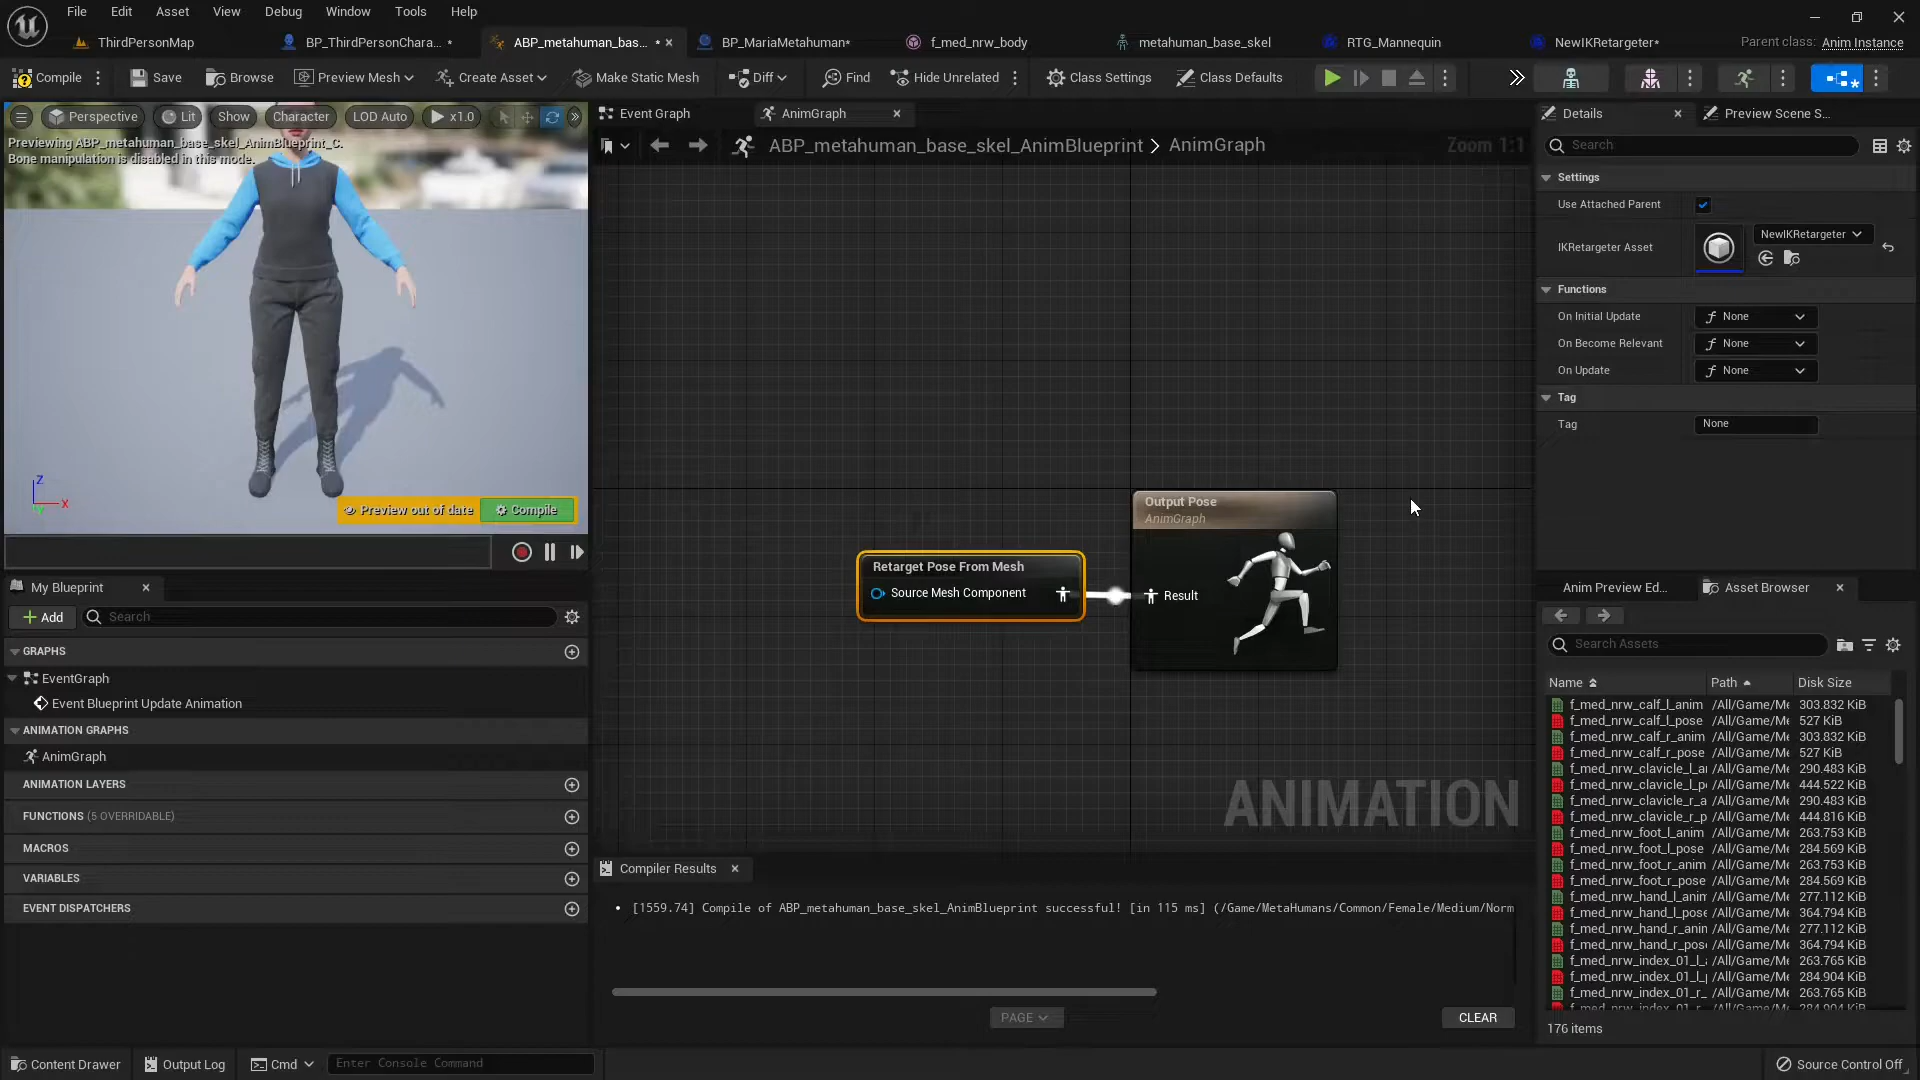 File Edit Asset View Debug Window Tools Help
ThirdPersonMap
BP_ThirdPersonChara... *
ABP_metahuman_bas... *
BP_MariaMetahuman*
f_med_nrw_body
metahuman_base_skel
RTG_Mannequin
NewIKRetargeter*
Parent class: Anim Instance
Compile
Save
Browse
Preview Mesh
Create Asset
Make Static Mesh
Diff
Find
Hide Unrelated
Class Settings
Class Defaults
Perspective
Lit
Show
Character
LOD Auto
x1.0
Previewing ABP_metahuman_base_skel_AnimBlueprint_C.
Bone manipulation is disabled in this mode.
Z
X
Preview out of date
Compile
My Blueprint
Add
Search
GRAPHS
EventGraph
Event Blueprint Update Animation
ANIMATION GRAPHS
AnimGraph
ANIMATION LAYERS
FUNCTIONS (5 OVERRIDABLE)
MACROS
VARIABLES
EVENT DISPATCHERS
Event Graph
AnimGraph
ABP_metahuman_base_skel_AnimBlueprint > AnimGraph
Zoom 1:1
Retarget Pose From Mesh
Source Mesh Component
Output Pose
AnimGraph
Result
ANIMATION
Compiler Results
• [1559.74] Compile of ABP_metahuman_base_skel_AnimBlueprint successful! [in 115 ms] (/Game/MetaHumans/Common/Female/Medium/Norm
PAGE
CLEAR
Details
Preview Scene S...
Search
Settings
Use Attached Parent
IKRetargeter Asset
NewIKRetargeter
Functions
On Initial Update
None
On Become Relevant
None
On Update
None
Tag
Tag
None
Anim Preview Ed...
Asset Browser
Search Assets
Name Path Disk Size
f_med_nrw_calf_l_anim /All/Game/Me 303.832 KiB
f_med_nrw_calf_l_pose /All/Game/Me 527 KiB
f_med_nrw_calf_r_anim /All/Game/Me 303.832 KiB
f_med_nrw_calf_r_pose /All/Game/Me 527 KiB
f_med_nrw_clavicle_l_a /All/Game/Me 290.483 KiB
f_med_nrw_clavicle_l_p /All/Game/Me 444.522 KiB
f_med_nrw_clavicle_r_a /All/Game/Me 290.483 KiB
f_med_nrw_clavicle_r_p /All/Game/Me 444.816 KiB
f_med_nrw_foot_l_anim /All/Game/Me 263.753 KiB
f_med_nrw_foot_l_pose /All/Game/Me 284.569 KiB
f_med_nrw_foot_r_anim /All/Game/Me 263.753 KiB
f_med_nrw_foot_r_pose /All/Game/Me 284.569 KiB
f_med_nrw_hand_l_anim /All/Game/Me 277.112 KiB
f_med_nrw_hand_l_pose /All/Game/Me 364.794 KiB
f_med_nrw_hand_r_anim /All/Game/Me 277.112 KiB
f_med_nrw_hand_r_pos /All/Game/Me 364.794 KiB
f_med_nrw_index_01_l_ /All/Game/Me 263.765 KiB
f_med_nrw_index_01_l_ /All/Game/Me 284.904 KiB
f_med_nrw_index_01_r_ /All/Game/Me 263.765 KiB
176 items
Content Drawer
Output Log
Cmd
Enter Console Command
Source Control Off